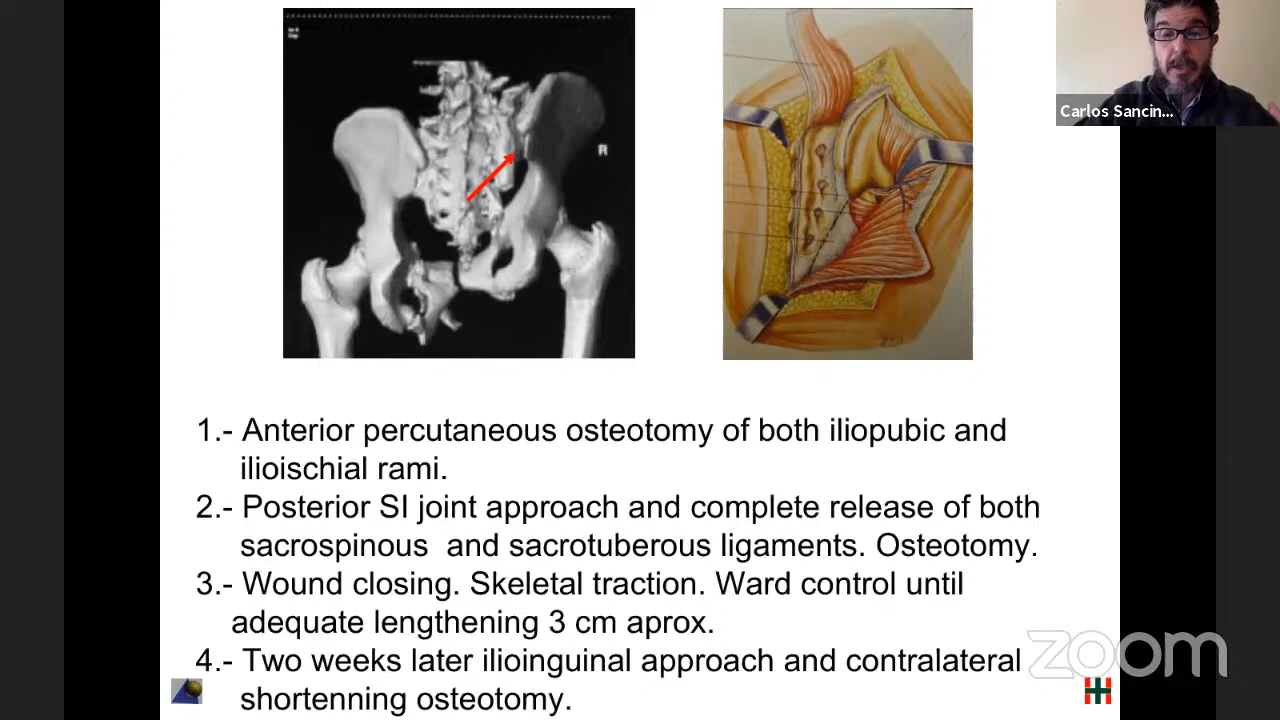 R
Carlos Sancin...
1.- Anterior percutaneous osteotomy of both iliopubic and
ilioischial rami.
2.- Posterior SI joint approach and complete release of both
sacrospinous and sacrotuberous ligaments. Osteotomy.
3.- Wound closing. Skeletal traction. Ward control until
adequate lengthening 3 cm aprox.
4.- Two weeks later ilioinguinal approach and contralateral
shortenning osteotomy.
zoom